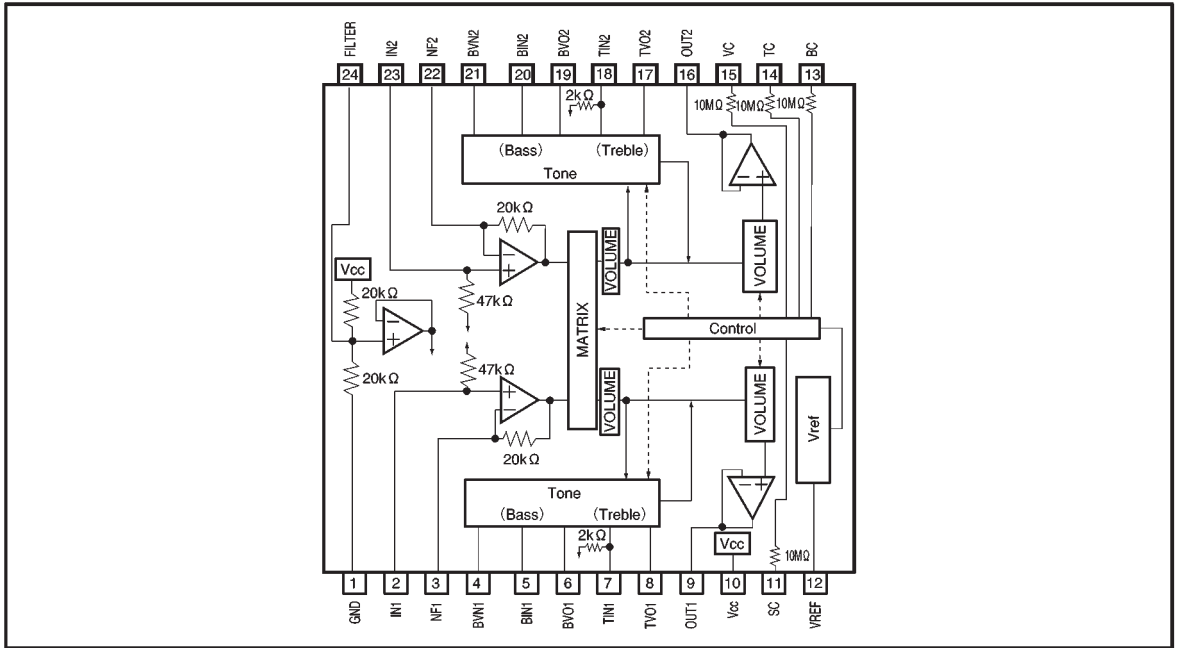 FILTER
IN2
NF2
BVN2
BIN2
BVO2
TIN2
TVO2
OUT2
VC
TC
BC
24
23
22
21
20
19
18
17
16
15
14
13
2kΩ
10MΩ
10MΩ
10MΩ
(Bass)
(Treble)
Tone
20kΩ
Vcc
20kΩ
47kΩ
MATRIX
VOLUME
VOLUME
Control
20kΩ
47kΩ
VOLUME
VOLUME
Vref
20kΩ
Tone
(Bass)
(Treble)
2kΩ
Vcc
10MΩ
1
2
3
4
5
6
7
8
9
10
11
12
GND
IN1
NF1
BVN1
BIN1
BVO1
TIN1
TVO1
OUT1
Vcc
SC
VREF